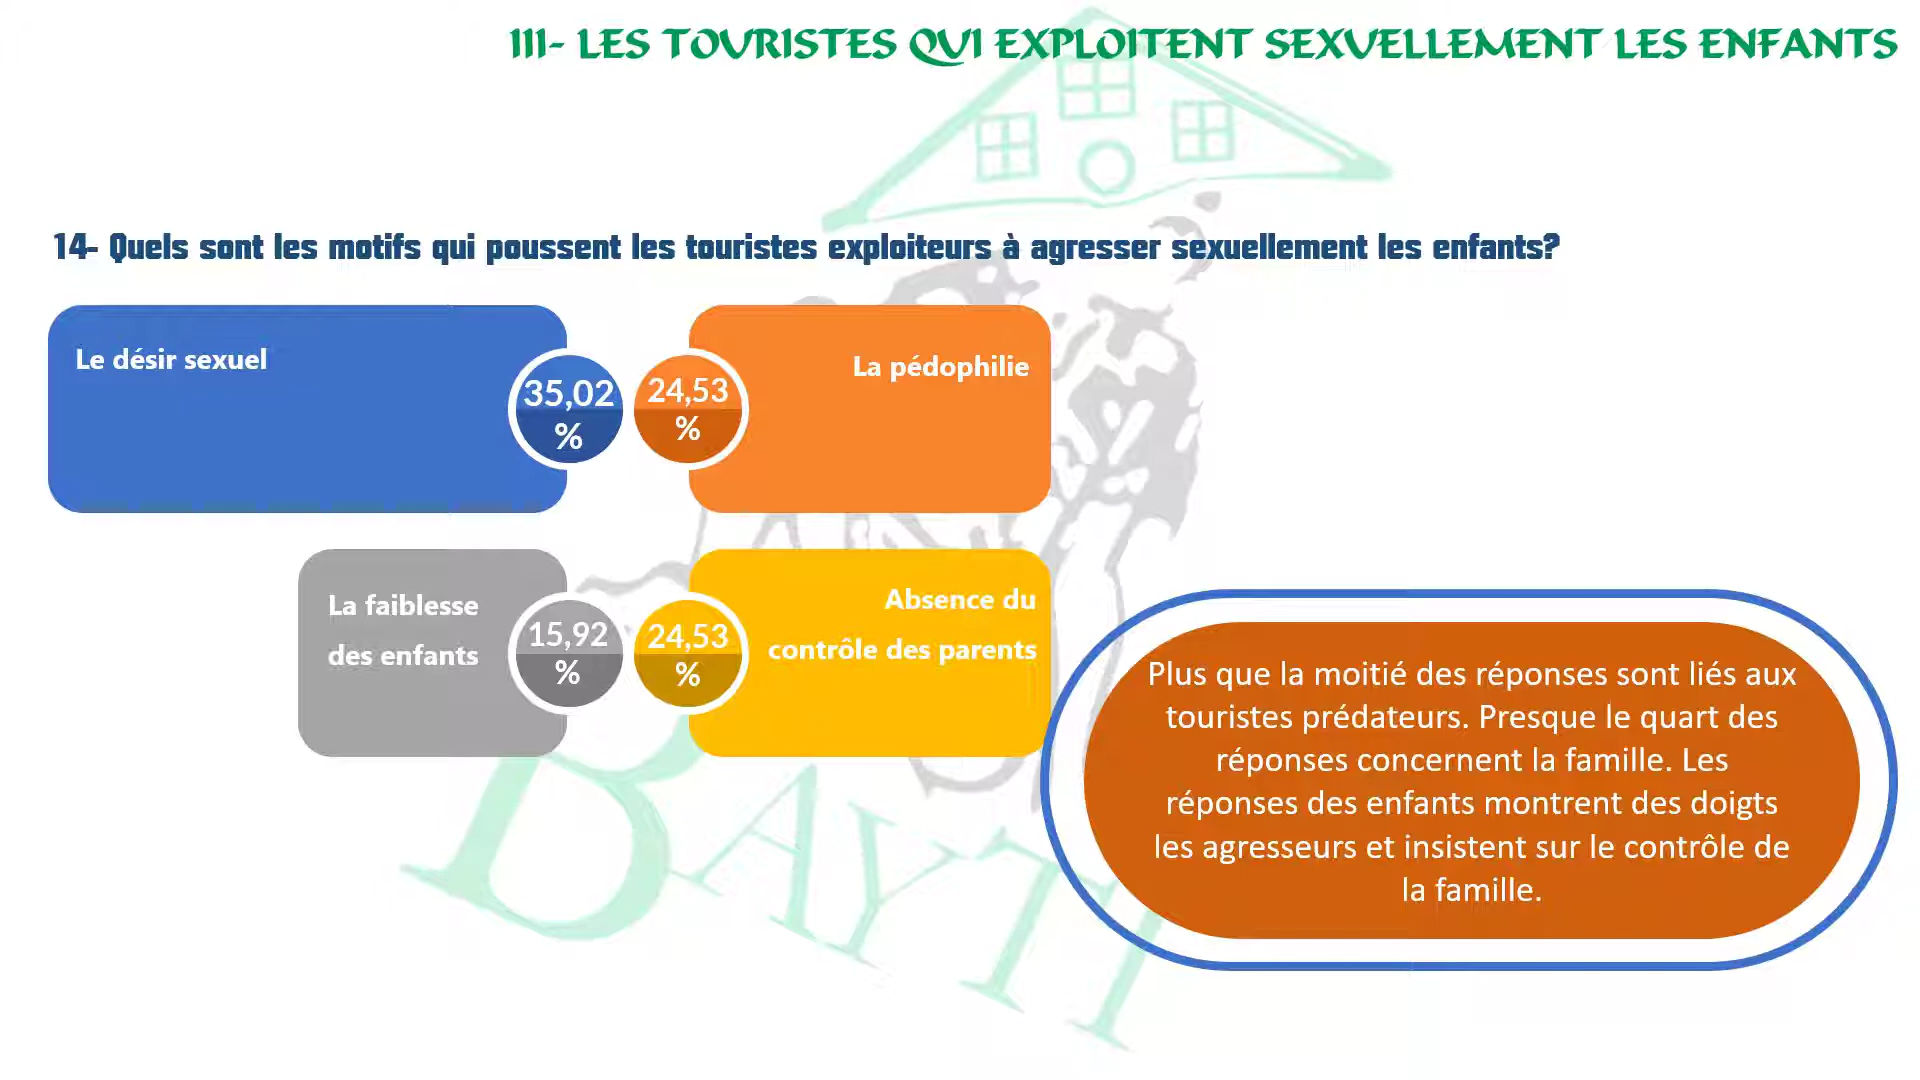 III- LES TOURISTES QUI EXPLOITENT SEXUELLEMENT LES ENFANTS
14- Quels sont les motifs qui poussent les touristes exploiteurs à agresser sexuellement les enfants?
Le désir sexuel
35,02
%
24,53
%
La pédophilie
La faiblesse
des enfants
15,92
%
24,53
%
Absence du
contrôle des parents
Plus que la moitié des réponses sont liés aux
touristes prédateurs. Presque le quart des
réponses concernent la famille. Les
réponses des enfants montrent des doigts
les agresseurs et insistent sur le contrôle de
la famille.
BAYTI